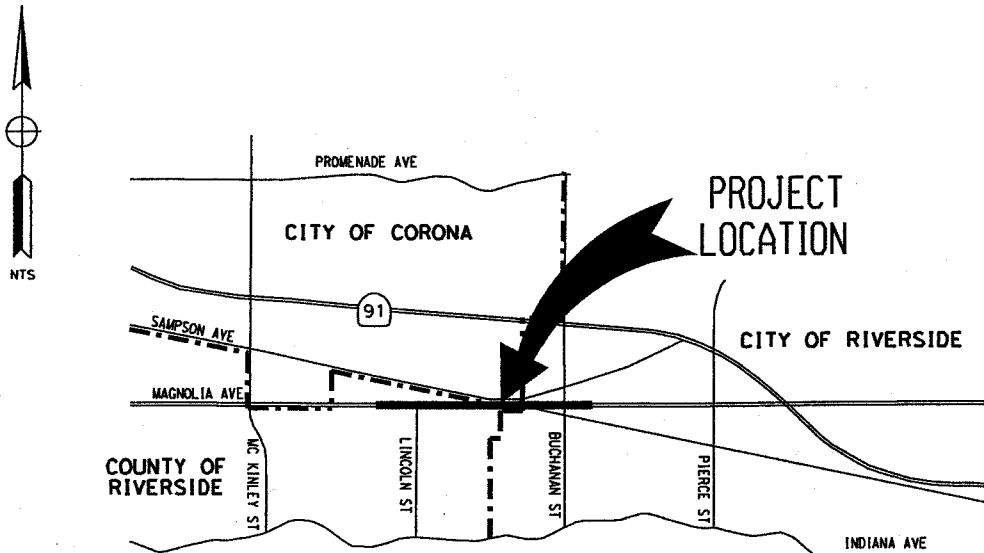 NTS
PROMENADE AVE
CITY OF CORONA
PROJECT
LOCATION
91
SAMPSON AVE
CITY OF RIVERSIDE
MAGNOLIA AVE
COUNTY OF
RIVERSIDE
MC KINLEY ST
LINCOLN ST
BUCHANAN ST
PIERCE ST
INDIANA AVE